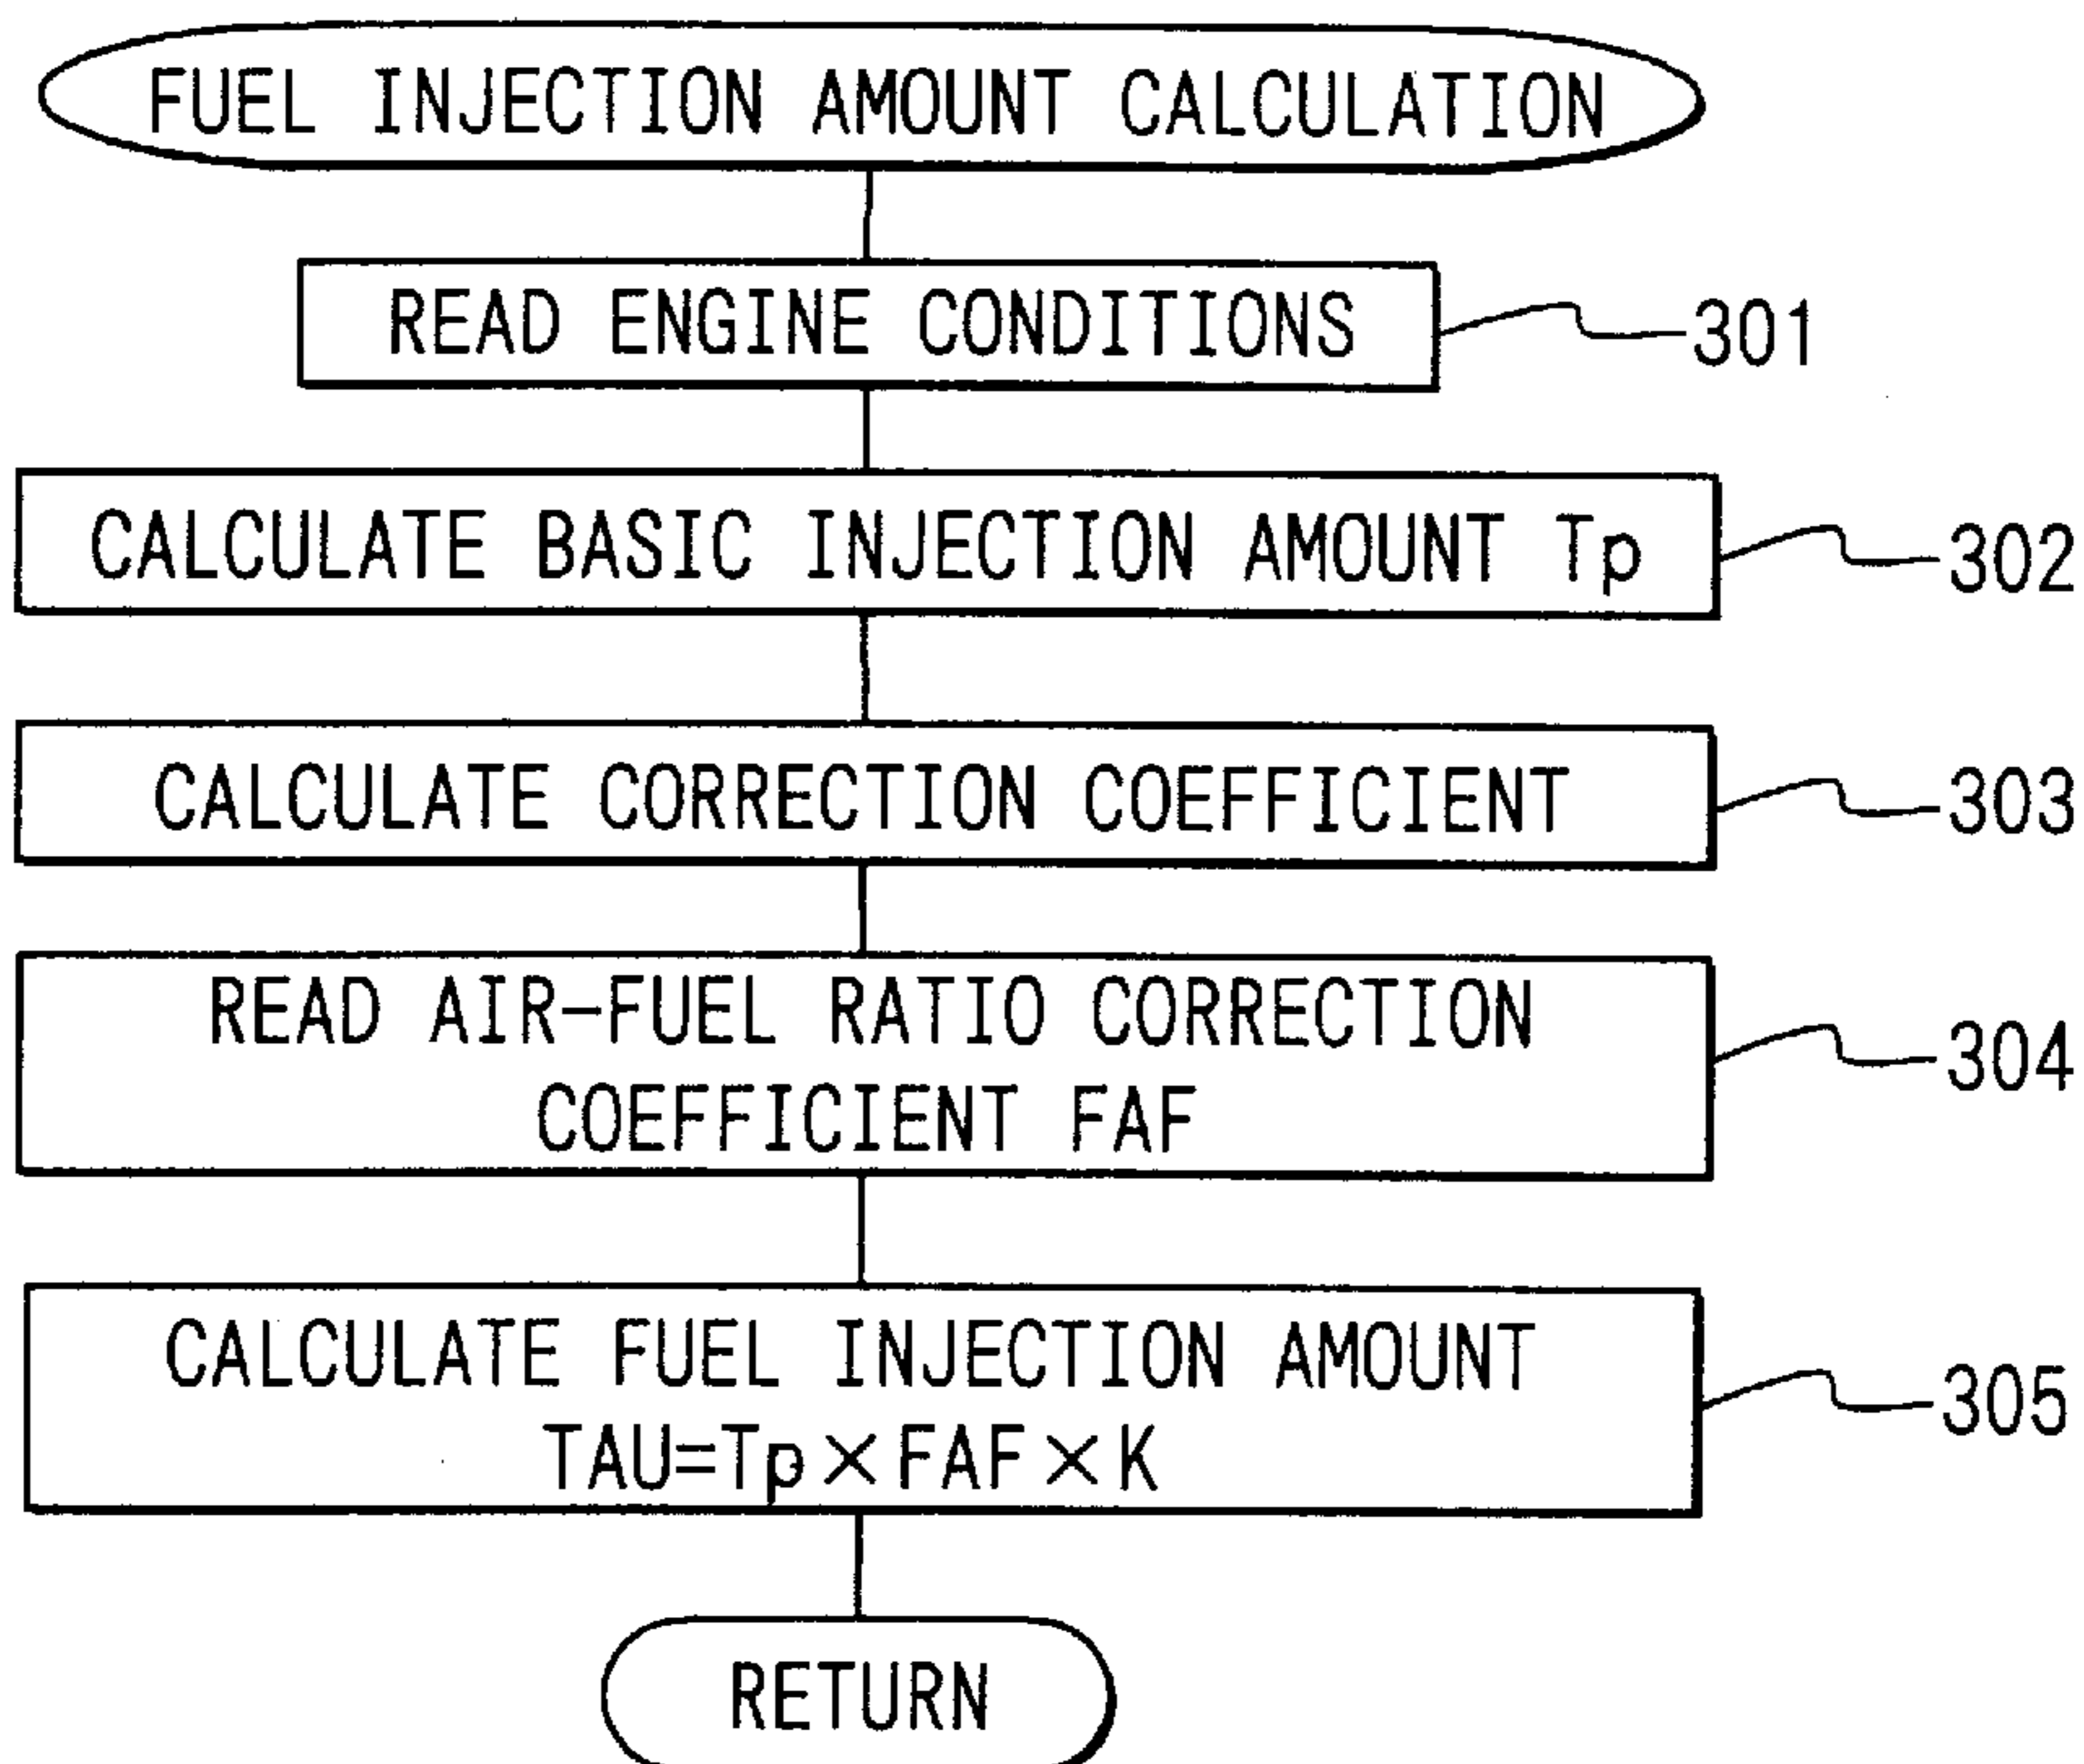 FUEL INJECTION AMOUNT CALCULATION
READ ENGINE CONDITIONS
301
CALCULATE BASIC INJECTION AMOUNT Tp
302
CALCULATE CORRECTION COEFFICIENT
303
READ AIR-FUEL RATIO CORRECTION
COEFFICIENT FAF
304
CALCULATE FUEL INJECTION AMOUNT
TAU=Tp×FAF×K
305
RETURN